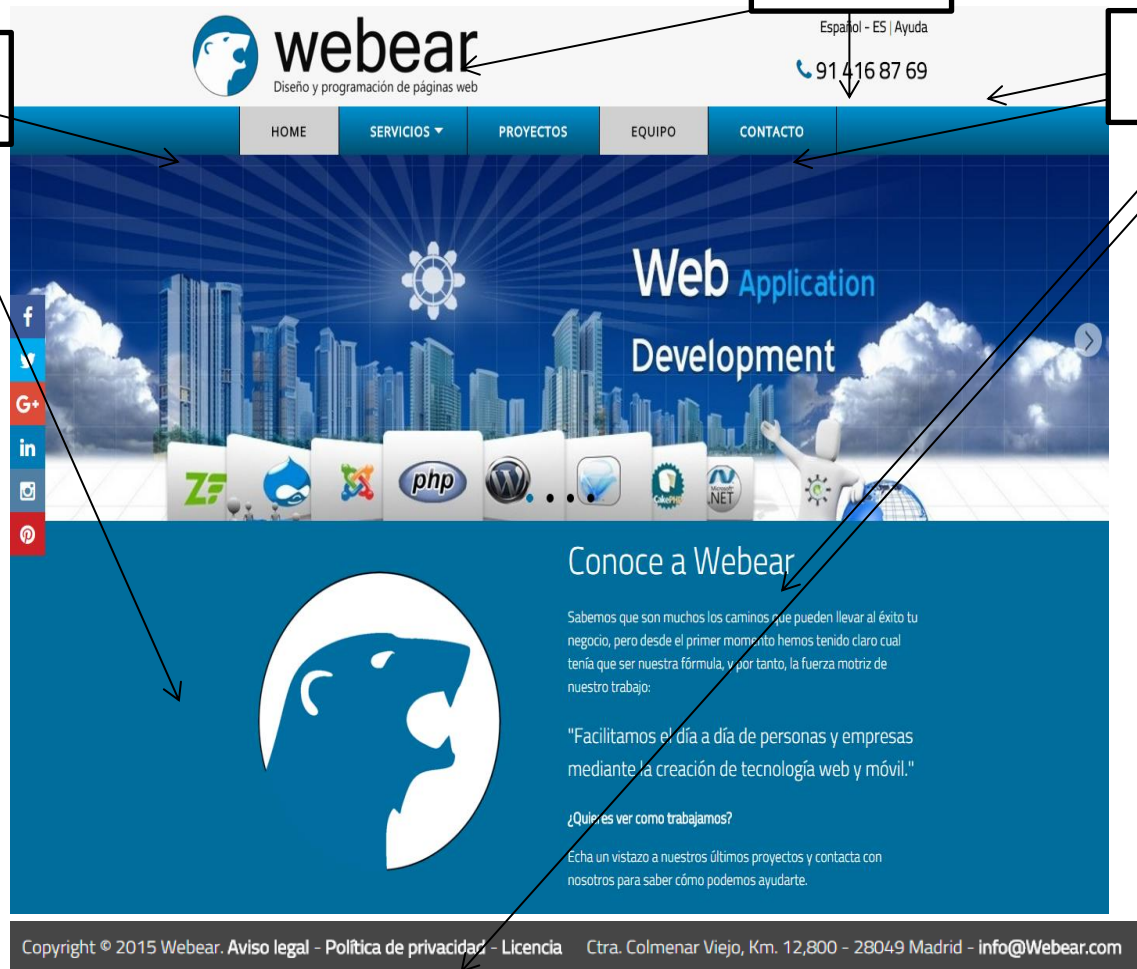 Español - ES | Ayuda
webear
Diseño y programación de páginas web
91 416 87 69
HOME SERVICIOS PROYECTOS EQUIPO CONTACTO
Web Application
Development
f
G+
in
php
CakePHP
Microsoft
.NET
Conoce a Webear
Sabemos que son muchos los caminos que pueden llevar al éxito tu
negocio, pero desde el primer momento hemos tenido claro cual
tenía que ser nuestra fórmula, y por tanto, la fuerza motriz de
nuestro trabajo:
"Facilitamos el día a día de personas y empresas
mediante la creación de tecnología web y móvil."
¿Quieres ver como trabajamos?
Echa un vistazo a nuestros últimos proyectos y contacta con
nosotros para saber cómo podemos ayudarte.
Copyright © 2015 Webear. Aviso legal - Política de privacidad - Licencia Ctra. Colmenar Viejo, Km. 12,800 - 28049 Madrid - info@Webear.com